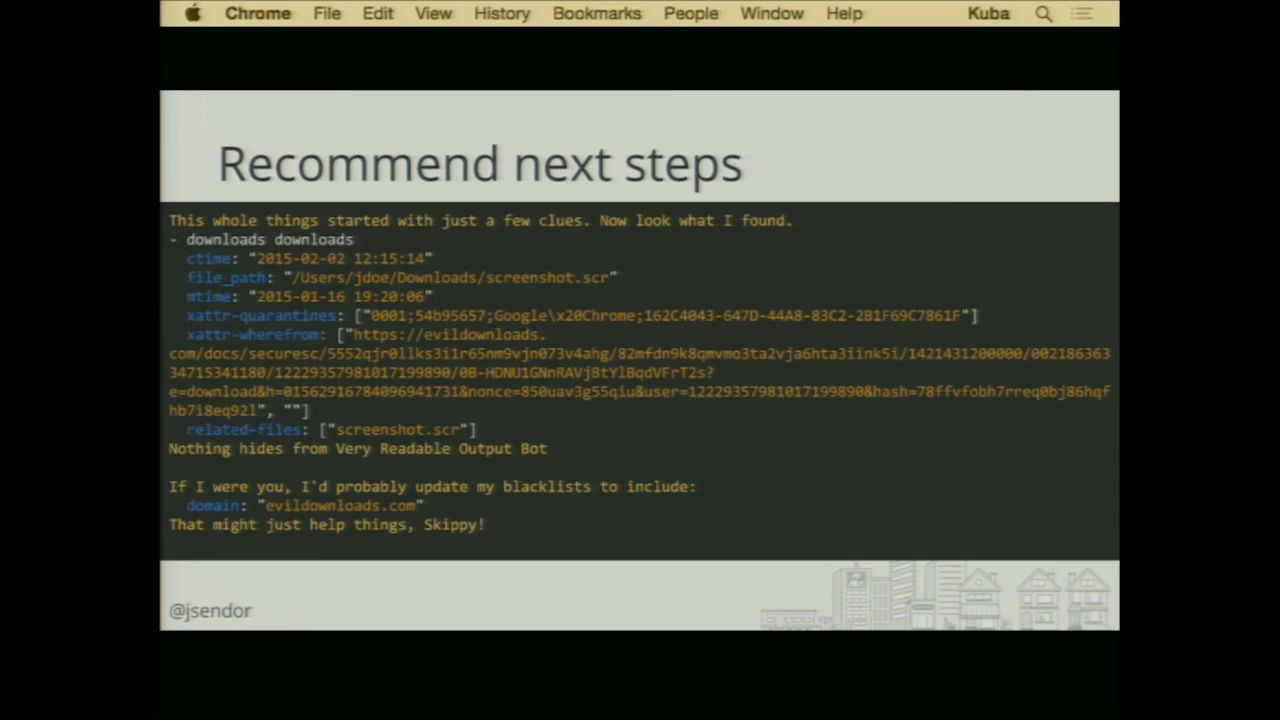 Chrome File Edit View History Bookmarks People Window Help Kuba
Recommend next steps
This whole things started with just a few clues. Now look what I found.
- downloads downloads
ctime: "2015-02-02 12:15:14"
file_path: "/Users/jdoe/Downloads/screenshot.scr"
mtime: "2015-01-16 19:20:06"
xattr-quarantines: ["0001;54b95657;Google\x20Chrome;162C4043-647D-44A8-83C2-2B1F69C7861F"]
xattr-wherefrom: ["https://evildownloads.
com/docs/securesc/5552qjr0llks3i1r65nm9vjn073v4ahg/82mfdn9k8qmvmo3ta2vja6hta3iink5i/1421431200000/002186363
34715341180/12229357981017199890/0B-HDNU1GNnRAVjBtYlBqdVFrT2s?
e=download&h=01562916784096941731&nonce=850uav3g55qiu&user=12229357981017199890&hash=78ffvfobh7rreq0bj86hqf
hb7i8eq92l", ""]
related-files: ["screenshot.scr"]
Nothing hides from Very Readable Output Bot
If I were you, I'd probably update my blacklists to include:
domain: "evildownloads.com"
That might just help things, Skippy!
@jsendor